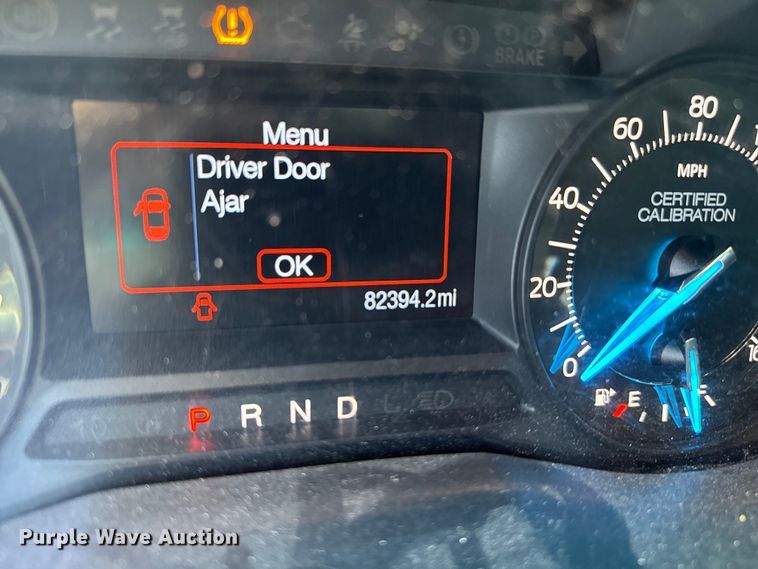 BRAKE
Menu
Driver Door
Ajar
OK
82394.2mi
P R N D L
0 20 40 60 80
MPH
CERTIFIED
CALIBRATION
E F
Purple Wave Auction